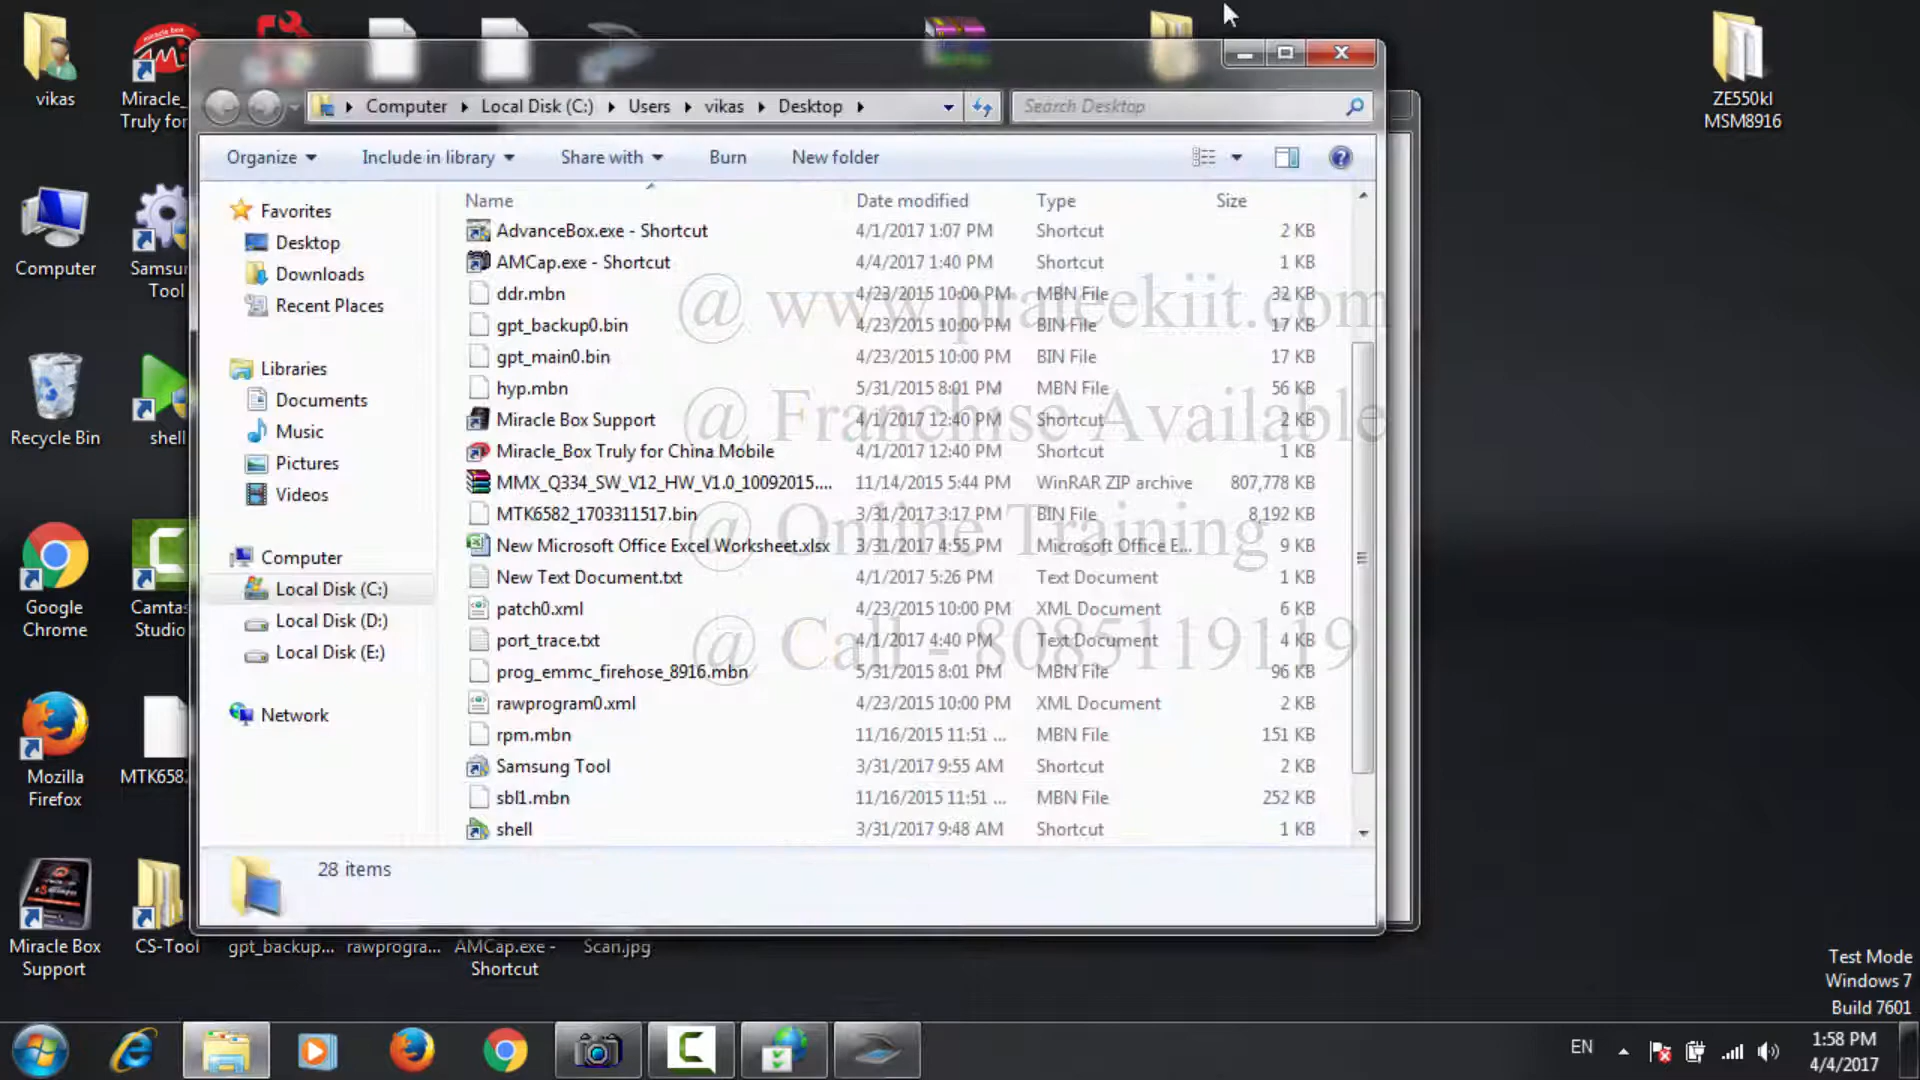 vikas
Miracle_
Truly for
ZE550kl
MSM8916
Computer
Local Disk (C:)
Users
vikas
Desktop
Search Desktop
Organize
Include in library
Share with
Burn
New folder
Name
Date modified
Type
Size
Favorites
Desktop
Downloads
Recent Places
Libraries
Documents
Music
Pictures
Videos
Computer
Local Disk (C:)
Local Disk (D:)
Local Disk (E:)
Network
AdvanceBox.exe - Shortcut 4/1/2017 1:07 PM Shortcut 2 KB
AMCap.exe - Shortcut 4/4/2017 1:40 PM Shortcut 1 KB
ddr.mbn 4/23/2015 10:00 PM MBN File 32 KB
gpt_backup0.bin 4/23/2015 10:00 PM BIN File 17 KB
gpt_main0.bin 4/23/2015 10:00 PM BIN File 17 KB
hyp.mbn 5/31/2015 8:01 PM MBN File 56 KB
Miracle Box Support 4/1/2017 12:40 PM Shortcut 2 KB
Miracle_Box Truly for China Mobile 4/1/2017 12:40 PM Shortcut 1 KB
MMX_Q334_SW_V12_HW_V1.0_10092015.... 11/14/2015 5:44 PM WinRAR ZIP archive 807,778 KB
MTK6582_1703311517.bin 3/31/2017 3:17 PM BIN File 8,192 KB
New Microsoft Office Excel Worksheet.xlsx 3/31/2017 4:55 PM Microsoft Office E... 9 KB
New Text Document.txt 4/1/2017 5:26 PM Text Document 1 KB
patch0.xml 4/23/2015 10:00 PM XML Document 6 KB
port_trace.txt 4/1/2017 4:40 PM Text Document 4 KB
prog_emmc_firehose_8916.mbn 5/31/2015 8:01 PM MBN File 96 KB
rawprogram0.xml 4/23/2015 10:00 PM XML Document 2 KB
rpm.mbn 11/16/2015 11:51 ... MBN File 151 KB
Samsung Tool 3/31/2017 9:55 AM Shortcut 2 KB
sbl1.mbn 11/16/2015 11:51 ... MBN File 252 KB
shell 3/31/2017 9:48 AM Shortcut 1 KB
@ www.prateekiit.com
@ Franchise Available
@ Online Training
@ Call - 8085119119
28 items
Computer
Samsu
Tool
Recycle Bin
shell
Google
Chrome
Camtas
Studio
Mozilla
Firefox
MTK6582
Miracle Box
Support
CS-Tool
gpt_backup...
rawprogra...
AMCap.exe -
Shortcut
Scan.jpg
Test Mode
Windows 7
Build 7601
EN
1:58 PM
4/4/2017